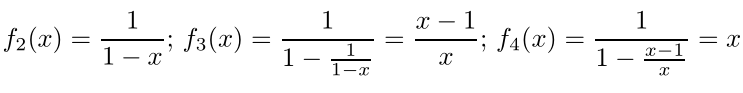 $f_2(x) = \frac{1}{1-x}; \; f_3(x) = \frac{1}{1-\frac{1}{1-x}} = \frac{x-1}{x}; \; f_4(x) = \frac{1}{1-\frac{x-1}{x}} = x$